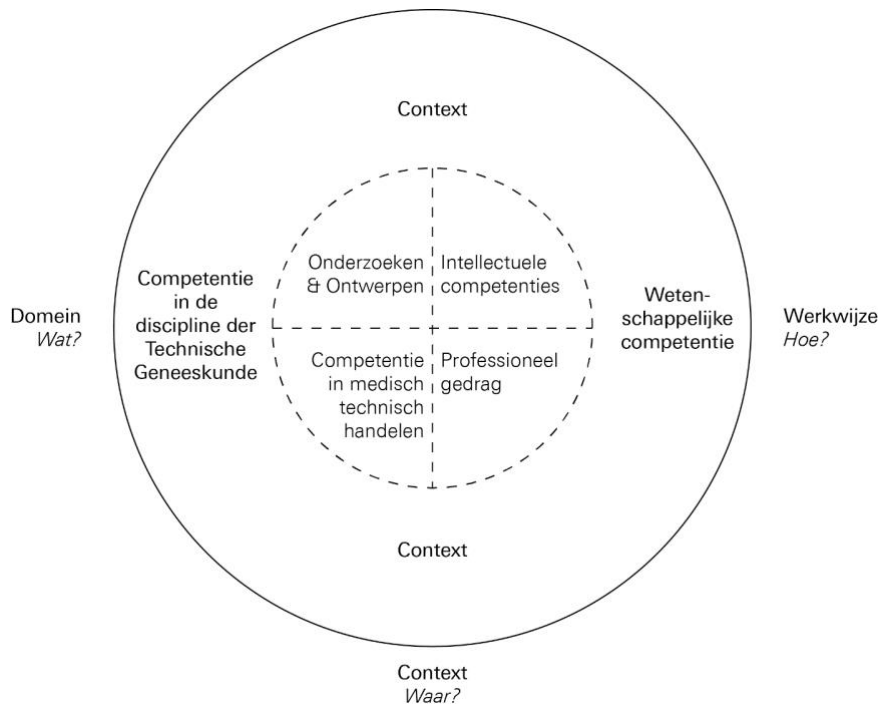 Context
Domein
Wat?
Competentie
in de
discipline der
Technische
Geneeskunde
Onderzoeken
& Ontwerpen
Intellectuele
competenties
Competentie
in medisch
technisch
handelen
Professioneel
gedrag
Weten-
schappelijke
competentie
Werkwijze
Hoe?
Context
Context
Waar?